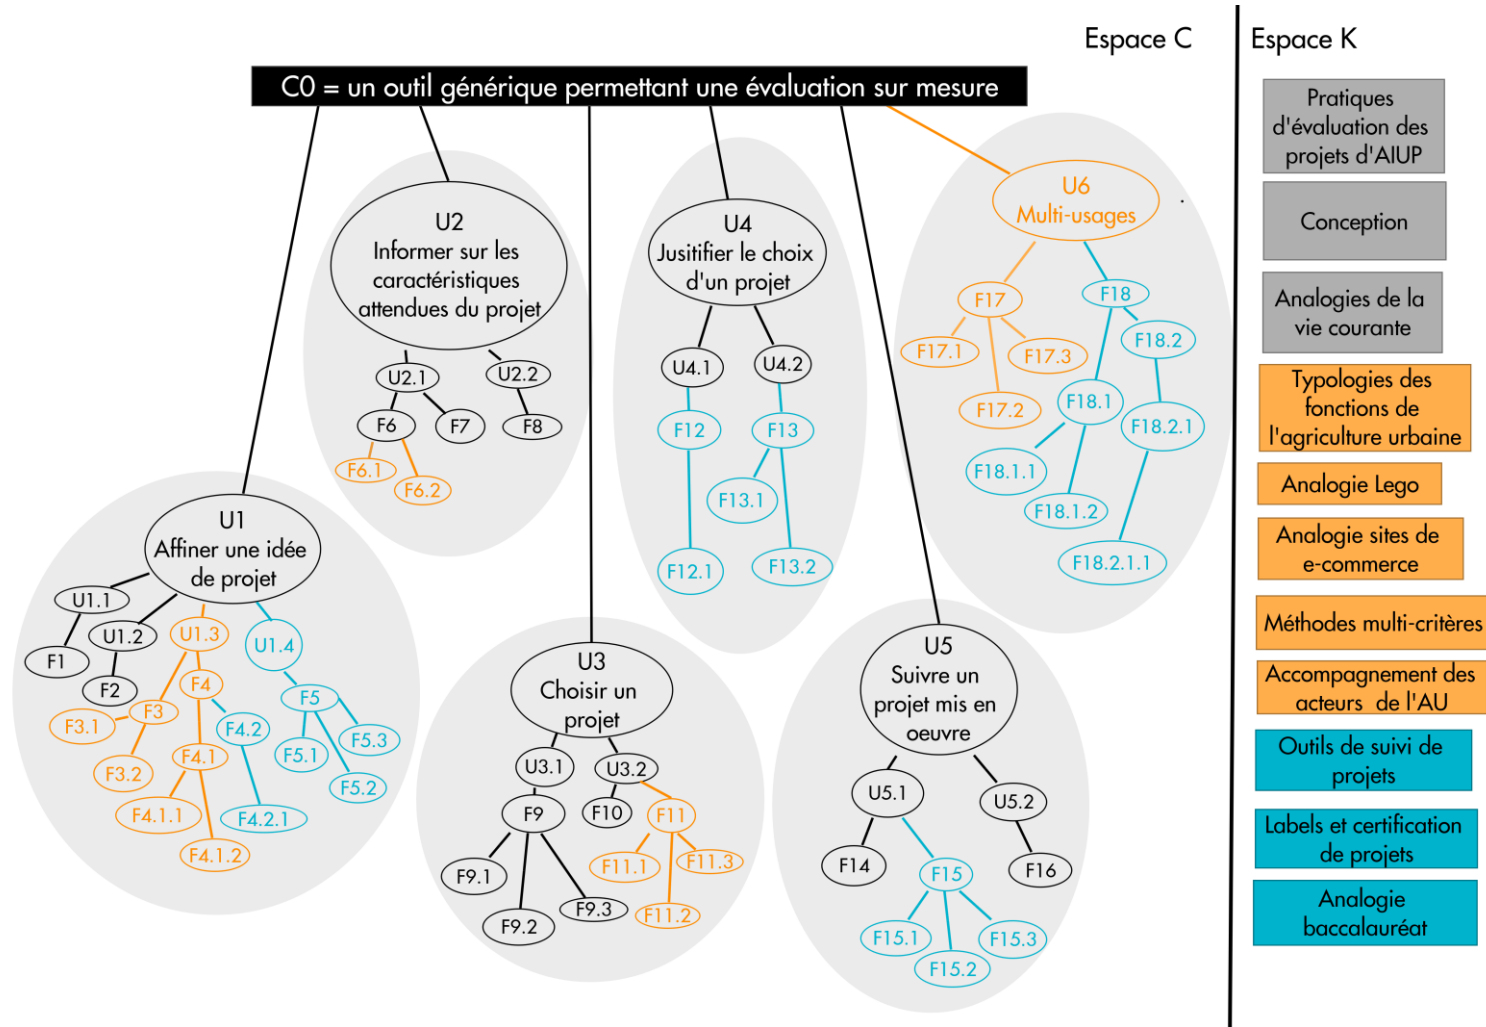 Espace C
Espace K
C0 = un outil générique permettant une évaluation sur mesure
U1
Affiner une idée
de projet
U1.1
F1
U1.2
F2
U1.3
F3
F3.1
F3.2
F4
F4.1
F4.1.1
F4.1.2
F4.2
F4.2.1
U1.4
F5
F5.1
F5.2
F5.3
U2
Informer sur les
caractéristiques
attendues du projet
U2.1
F6
F6.1
F6.2
F7
U2.2
F8
U3
Choisir un
projet
U3.1
F9
F9.1
F9.2
F9.3
U3.2
F10
F11
F11.1
F11.2
F11.3
U4
Jusitifier le choix
d'un projet
U4.1
F12
F12.1
U4.2
F13
F13.1
F13.2
U5
Suivre un
projet mis en
oeuvre
U5.1
F14
F15
F15.1
F15.2
F15.3
U5.2
F16
U6
Multi-usages
F17
F17.1
F17.2
F17.3
F18
F18.1
F18.1.1
F18.1.2
F18.2
F18.2.1
F18.2.1.1
Pratiques
d'évaluation des
projets d'AIUP
Conception
Analogies de la
vie courante
Typologies des
fonctions de
l'agriculture urbaine
Analogie Lego
Analogie sites de
e-commerce
Méthodes multi-critères
Accompagnement des
acteurs de l'AU
Outils de suivi de
projets
Labels et certification
de projets
Analogie
baccalauréat